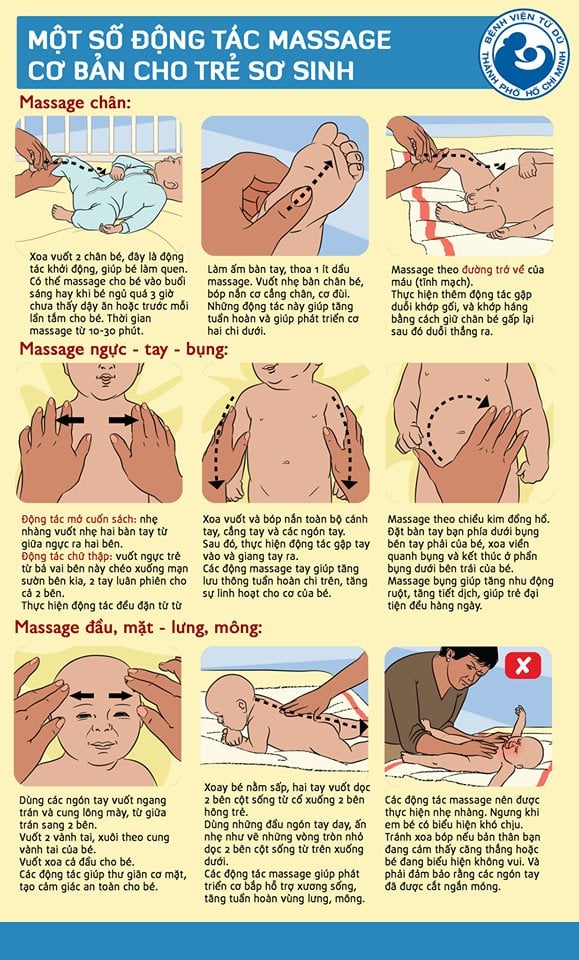 MỘT SỐ ĐỘNG TÁC MASSAGE
CƠ BẢN CHO TRẺ SƠ SINH
BỆNH VIỆN TỪ DŨ
THÀNH PHỐ HỒ CHÍ MINH
Massage chân:
Xoa vuốt 2 chân bé, đây là động
tác khởi động, giúp bé làm quen.
Có thể massage cho bé vào buổi
sáng hay khi bé ngủ quá 3 giờ
chưa thấy dậy ăn hoặc trước mỗi
lần tắm cho bé. Thời gian
massage từ 10-30 phút.
Làm ấm bàn tay, thoa 1 ít dầu
massage. Vuốt nhẹ bàn chân bé,
bóp nắn cơ cẳng chân, cơ đùi.
Những động tác này giúp tăng
tuần hoàn và giúp phát triển cơ
hai chi dưới.
Massage theo đường trở về của
máu (tĩnh mạch).
Thực hiện thêm động tác gập
duỗi khớp gối, và khớp háng
bằng cách giữ chân bé gấp lại
sau đó duỗi thẳng ra.
Massage ngực - tay - bụng:
Động tác mở cuốn sách: nhẹ
nhàng vuốt nhẹ hai bàn tay từ
giữa ngực ra hai bên.
Động tác chữ thập: vuốt ngực trẻ
từ bả vai bên này chéo xuống mạn
sườn bên kia, 2 tay luân phiên cho
cả 2 bên.
Thực hiện động tác đều đặn từ từ
Xoa vuốt và bóp nắn toàn bộ cánh
tay, cẳng tay và các ngón tay.
Sau đó, thực hiện động tác gập tay
vào và giang tay ra.
Các động massage tay giúp tăng
lưu thông tuần hoàn chi trên, tăng
sự linh hoạt cho cơ của bé.
Massage theo chiều kim đồng hồ.
Đặt bàn tay bạn phía dưới bụng
bên tay phải của bé, xoa viền
quanh bụng và kết thúc ở phần
bụng dưới bên trái của bé.
Massage bụng giúp tăng nhu động
ruột, tăng tiết dịch, giúp trẻ đại
tiện đều hàng ngày.
Massage đầu, mặt - lưng, mông:
Dùng các ngón tay vuốt ngang
trán và cung lông mày, từ giữa
trán sang 2 bên.
Vuốt 2 vành tai, xuôi theo cung
vành tai của bé.
Vuốt xoa cả đầu cho bé.
Các động tác giúp thư giãn cơ mặt,
tạo cảm giác an toàn cho bé.
Xoay bé nằm sấp, hai tay vuốt dọc
2 bên cột sống từ cổ xuống 2 bên
hông trẻ.
Dùng những đầu ngón tay day, ấn
nhẹ như vẽ những vòng tròn nhỏ
dọc 2 bên cột sống từ trên xuống
dưới.
Các động tác massage giúp phát
triển cơ bắp hỗ trợ xương sống,
tăng tuần hoàn vùng lưng, mông.
Các động tác massage nên được
thực hiện nhẹ nhàng. Ngưng khi
em bé có biểu hiện khó chịu.
Tránh xoa bóp nếu bản thân bạn
đang cảm thấy căng thẳng hoặc
bé đang biểu hiện không vui. Và
phải đảm bảo rằng các ngón tay
đã được cắt ngắn móng.